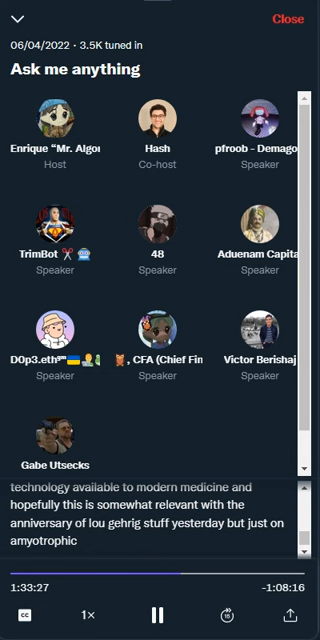 Close
06/04/2022 · 3.5K tuned in
Ask me anything
Enrique "Mr. Algor
Host
Hash
Co-host
pfroob - Demago
Speaker
TrimBot ✂️ 🤖
Speaker
48
Speaker
Aduenam Capita
Speaker
D0p3.eth
Speaker
, CFA (Chief Fin
Speaker
Victor Berishaj
Speaker
Gabe Utsecks
technology available to modern medicine and
hopefully this is somewhat relevant with the
anniversary of lou gehrig stuff yesterday but just on
amyotrophic
1:33:27
-1:08:16
CC
1×
15